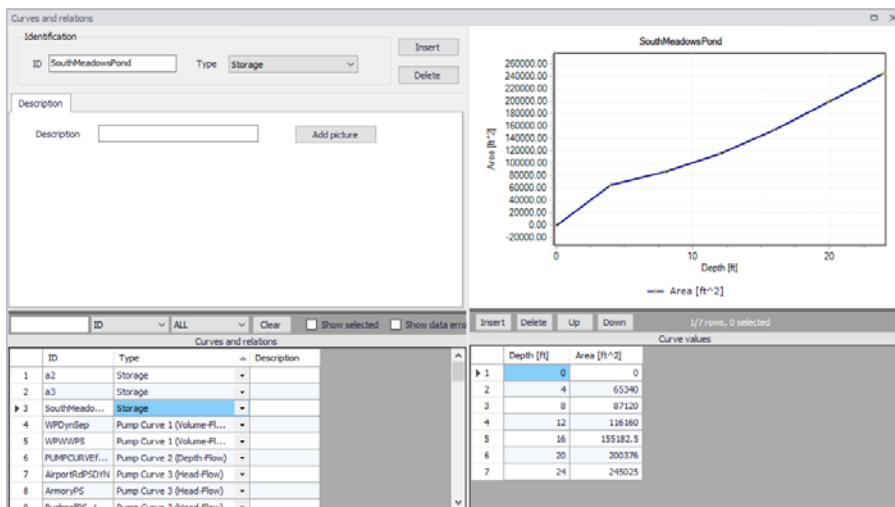 Curves and relations
Identification
ID SouthMeadowsPond Type Storage
Insert
Delete
Description
Description Add picture
SouthMeadowsPond
260000.00
240000.00
220000.00
200000.00
180000.00
160000.00
140000.00
120000.00
100000.00
80000.00
60000.00
40000.00
20000.00
0.00
-20000.00
Area [ft^2]
0 10 20
Depth [ft]
Area [ft^2]
ID ALL Clear Show selected Show data erro
Curves and relations
ID Type Description
1 a2 Storage
2 a3 Storage
3 SouthMeado... Storage
4 WPDynSep Pump Curve 1 (Volume-Fl...
5 WPWWPS Pump Curve 1 (Volume-Fl...
6 PUMPCURVEf... Pump Curve 2 (Depth-Flow)
7 AirportRdPSDYN Pump Curve 3 (Head-Flow)
8 ArmoryPS Pump Curve 3 (Head-Flow)
Insert Delete Up Down 1/7 rows, 0 selected
Curve values
Depth [ft] Area [ft^2]
1 0 0
2 4 65340
3 8 87120
4 12 116160
5 16 155182.5
6 20 200376
7 24 245025